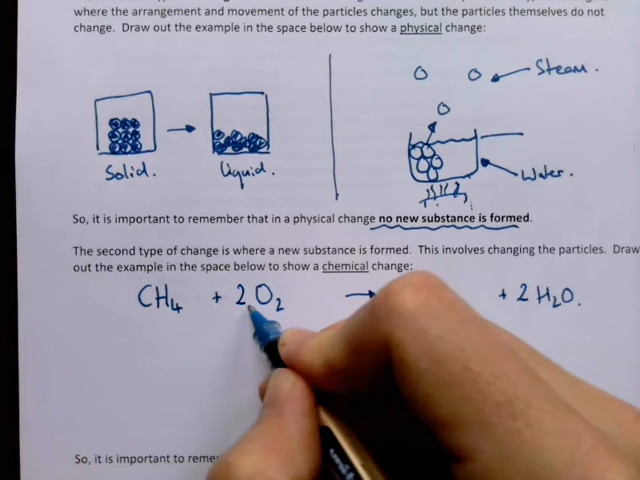 where the arrangement and movement of the particles changes, but the particles themselves do not
change. Draw out the example in the space below to show a physical change:
Steam.
Solid.
Liquid.
Water.
So, it is important to remember that in a physical change no new substance is formed.
The second type of change is where a new substance is formed. This involves changing the particles. Draw
out the example in the space below to show a chemical change:
CH₄ + 2O₂ → + 2H₂O.
So, it is important to